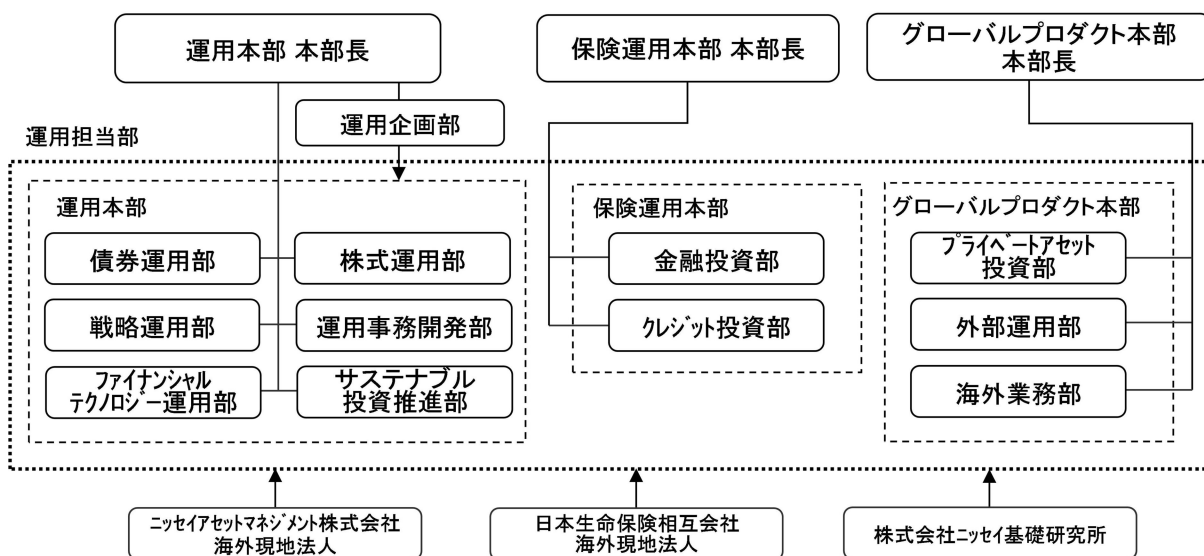 運用本部 本部長
保険運用本部 本部長
グローバルプロダクト本部
本部長
運用企画部
運用担当部
運用本部
債券運用部
株式運用部
戦略運用部
運用事務開発部
ファイナンシャル
テクノロジー運用部
サステナブル
投資推進部
保険運用本部
金融投資部
クレジット投資部
グローバルプロダクト本部
プライベートアセット
投資部
外部運用部
海外業務部
ニッセイアセットマネジメント株式会社
海外現地法人
日本生命保険相互会社
海外現地法人
株式会社ニッセイ基礎研究所